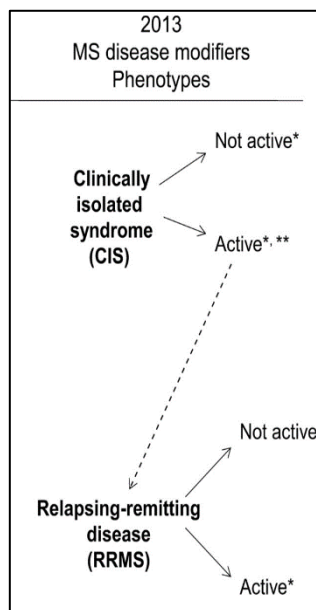 2013
MS disease modifiers
Phenotypes
Not active*
Clinically
isolated
syndrome
(CIS)
Active*, **
Not active
Relapsing-remitting
disease
(RRMS)
Active*